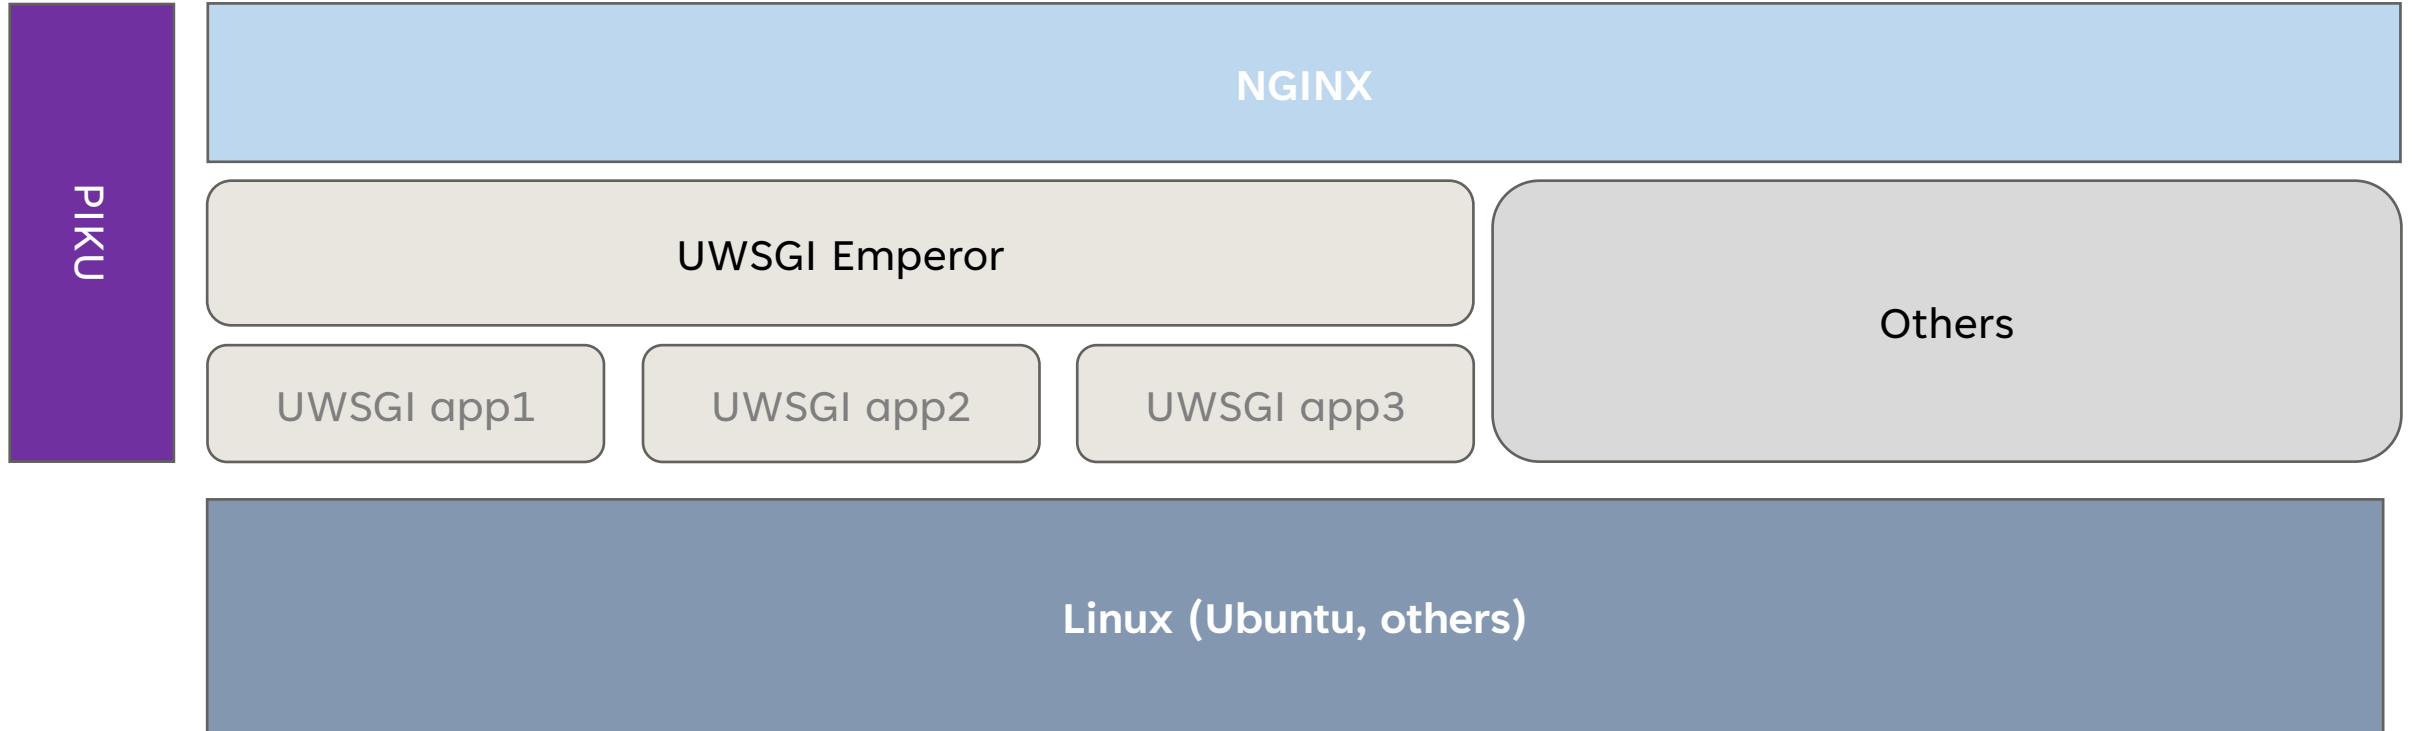 PIKU
NGINX
UWSGI Emperor
Others
UWSGI app1
UWSGI app2
UWSGI app3
Linux (Ubuntu, others)